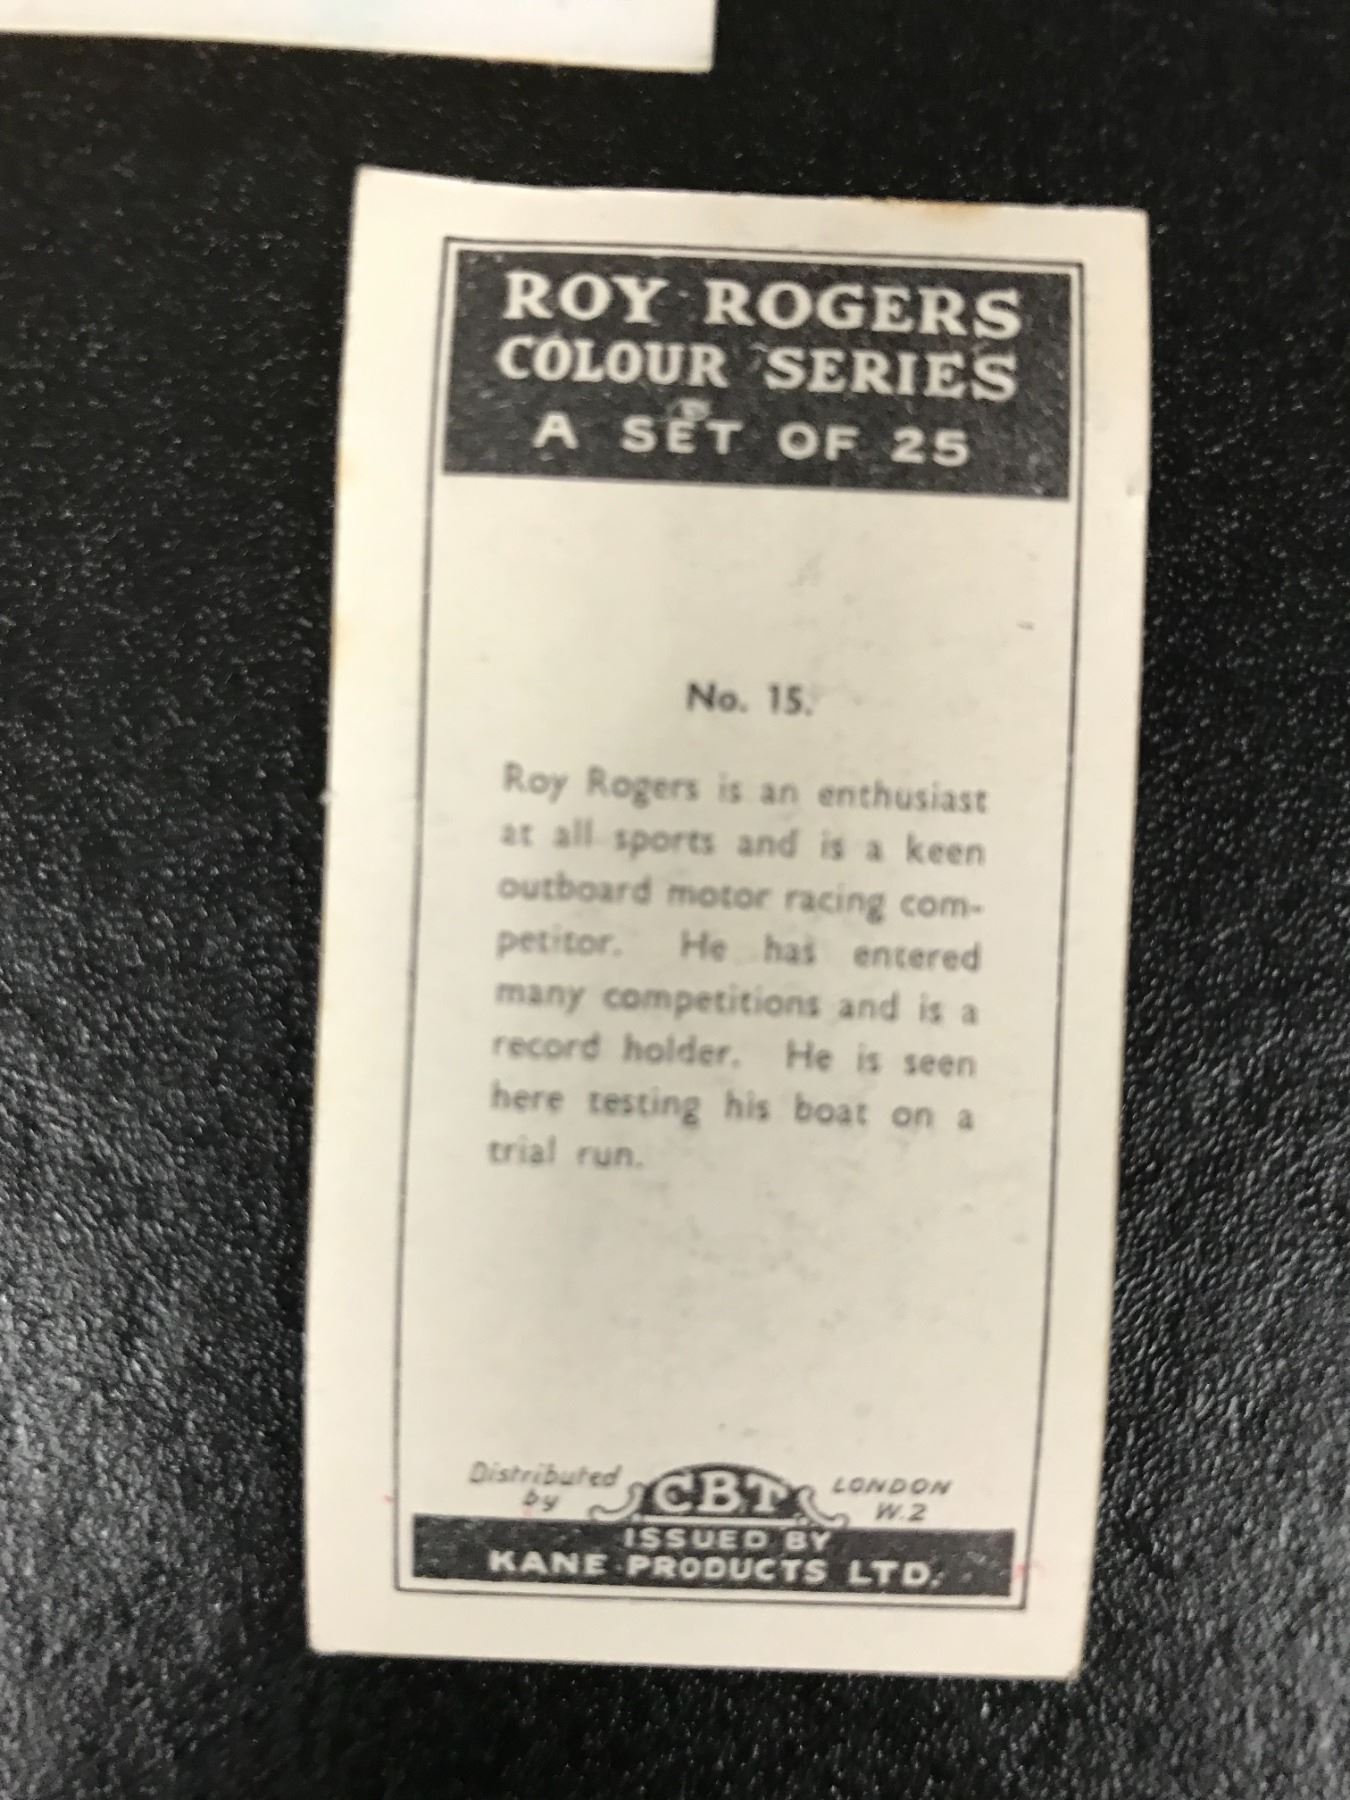 ROY ROGERS
COLOUR SERIES
A SET OF 25
No. 15.
Roy Rogers is an enthusiast
at all sports and is a keen
outboard motor racing com-
petitor. He has entered
many competitions and is a
record holder. He is seen
here testing his boat on a
trial run.
Distributed by CBT LONDON W.2
ISSUED BY
KANE PRODUCTS LTD.